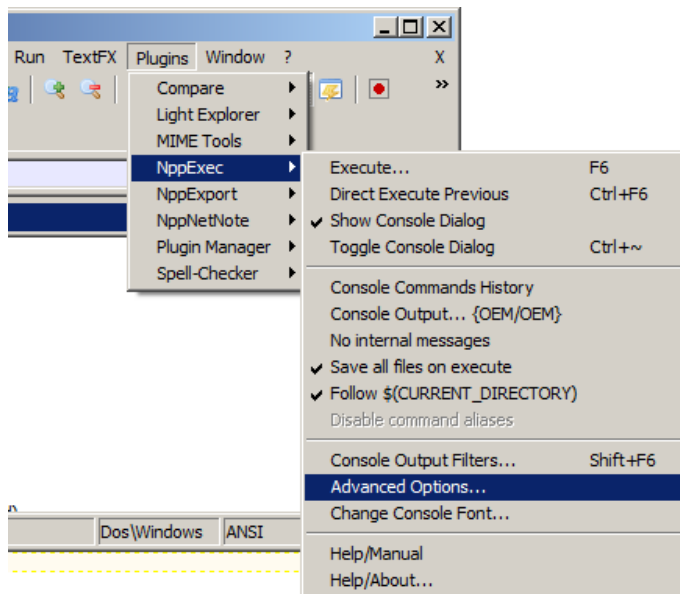 X
Run TextFX Plugins Window ? X
»
Compare
Light Explorer
MIME Tools
NppExec
NppExport
NppNetNote
Plugin Manager
Spell-Checker
Execute... F6
Direct Execute Previous Ctrl+F6
Show Console Dialog
Toggle Console Dialog Ctrl+~
Console Commands History
Console Output... {OEM/OEM}
No internal messages
Save all files on execute
Follow $(CURRENT_DIRECTORY)
Disable command aliases
Console Output Filters... Shift+F6
Advanced Options...
Change Console Font...
Help/Manual
Help/About...
Dos\Windows ANSI